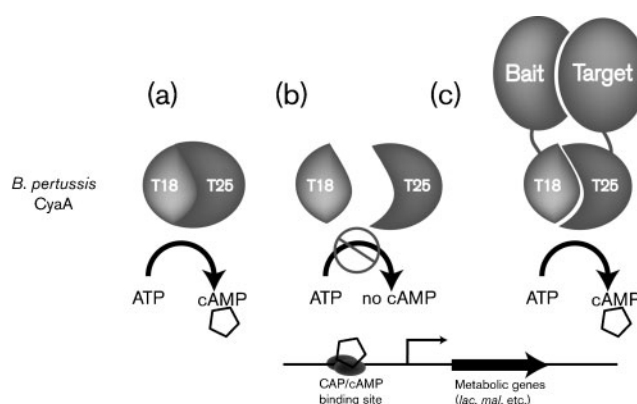 (a)
(b)
(c)
Bait
Target
B. pertussis
CyaA
T18
T25
T18
T25
T18
T25
ATP
cAMP
ATP
no cAMP
ATP
cAMP
CAP/cAMP
binding site
Metabolic genes
(lac, mal, etc.)